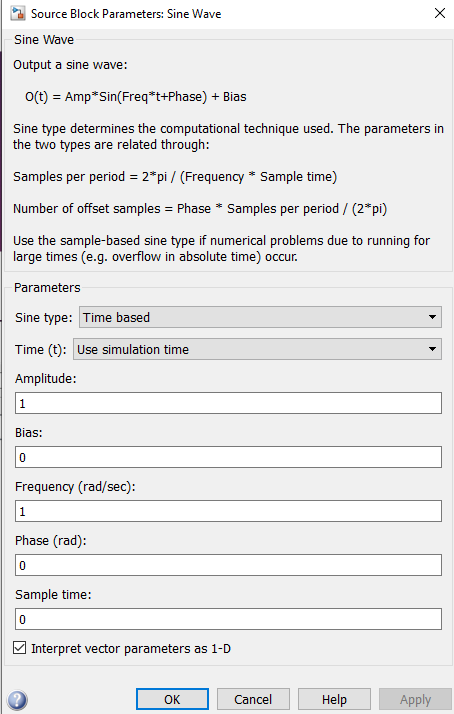 Source Block Parameters: Sine Wave
Sine Wave
Output a sine wave:
O(t) = Amp*Sin(Freq*t+Phase) + Bias
Sine type determines the computational technique used. The parameters in
the two types are related through:
Samples per period = 2*pi / (Frequency * Sample time)
Number of offset samples = Phase * Samples per period / (2*pi)
Use the sample-based sine type if numerical problems due to running for
large times (e.g. overflow in absolute time) occur.
Parameters
Sine type: Time based
Time (t): Use simulation time
Amplitude:
1
Bias:
0
Frequency (rad/sec):
1
Phase (rad):
0
Sample time:
0
Interpret vector parameters as 1-D
? OK Cancel Help Apply